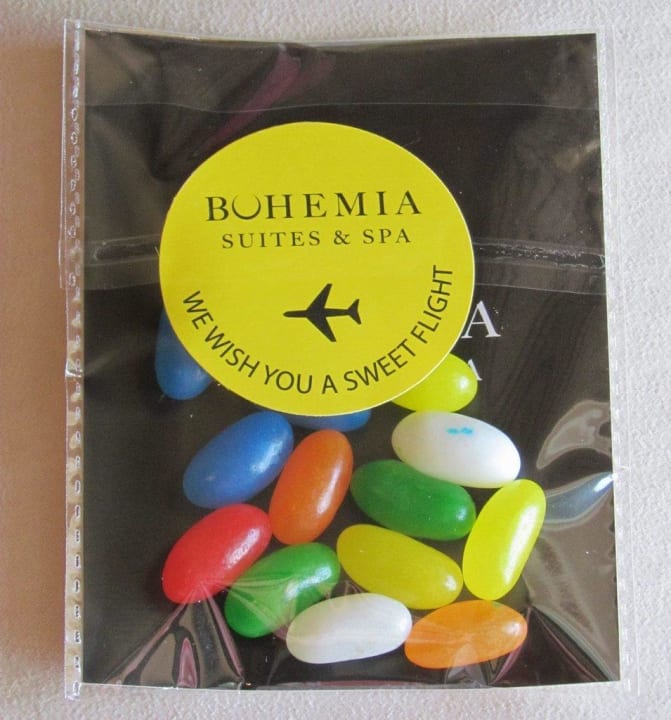 BOHEMIA
SUITES & SPA
WE WISH YOU A SWEET FLIGHT
A